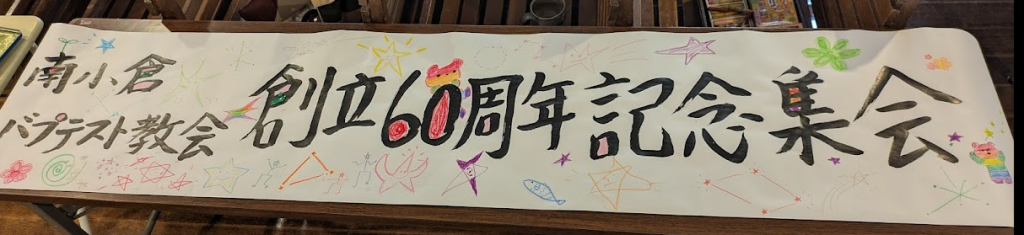 南小倉
バプテスト教会
創立60周年記念集会